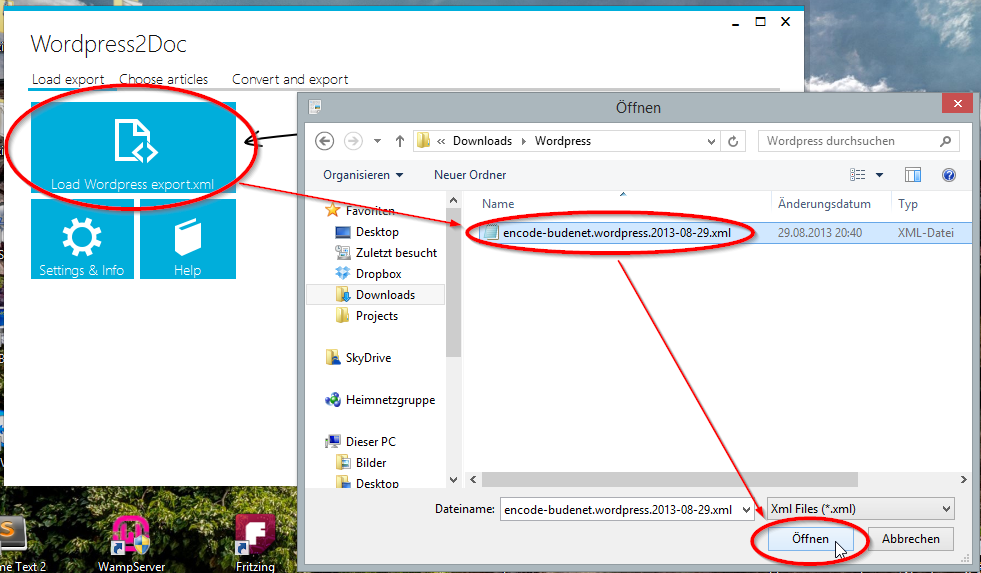 Wordpress2Doc
Load export Choose articles Convert and export
Load Wordpress export.xml
Settings & Info
Help
Öffnen
« Downloads Wordpress
Wordpress durchsuchen
Organisieren Neuer Ordner
Name Änderungsdatum Typ
encode-budenet.wordpress.2013-08-29.xml 29.08.2013 20:40 XML-Datei
Favoriten
Desktop
Zuletzt besucht
Dropbox
Downloads
Projects
SkyDrive
Heimnetzgruppe
Dieser PC
Bilder
Desktop
Dateiname: encode-budenet.wordpress.2013-08-29.xml Xml Files (*.xml)
Öffnen Abbrechen
me Text 2 WampServer Fritzing